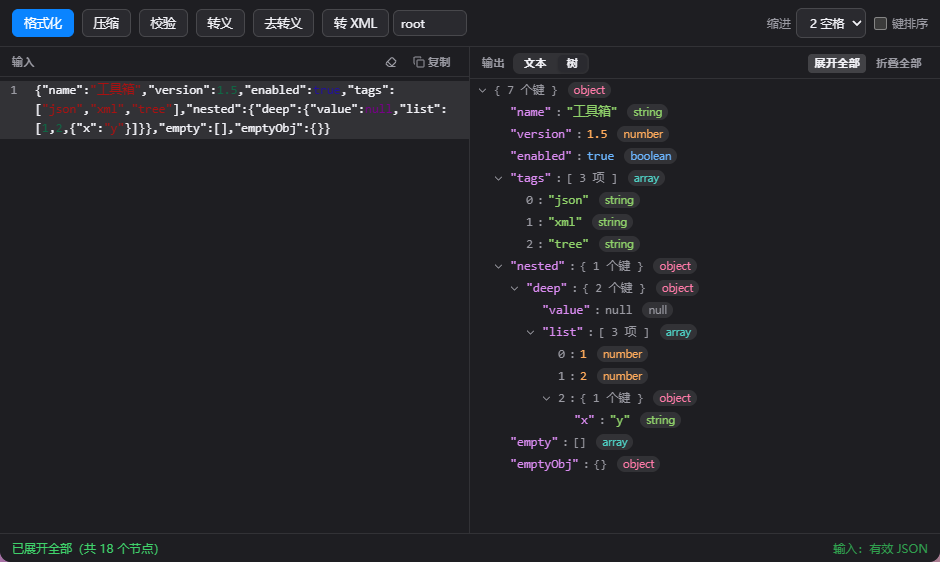 格式化 压缩 校验 转义 去转义 转 XML root 缩进 2 空格 键排序
输入 复制 输出 文本 树 展开全部 折叠全部
1 {"name":"工具箱","version":1.5,"enabled":true,"tags":
["json","xml","tree"],"nested":{"deep":{"value":null,"list":
[1,2,{"x":"y"}]}},"empty":[],"emptyObj":{}}
{ 7 个键 } object
"name" : "工具箱" string
"version" : 1.5 number
"enabled" : true boolean
"tags" : [ 3 项 ] array
0 : "json" string
1 : "xml" string
2 : "tree" string
"nested" : { 1 个键 } object
"deep" : { 2 个键 } object
"value" : null null
"list" : [ 3 项 ] array
0 : 1 number
1 : 2 number
2 : { 1 个键 } object
"x" : "y" string
"empty" : [] array
"emptyObj" : {} object
已展开全部（共 18 个节点） 输入：有效 JSON